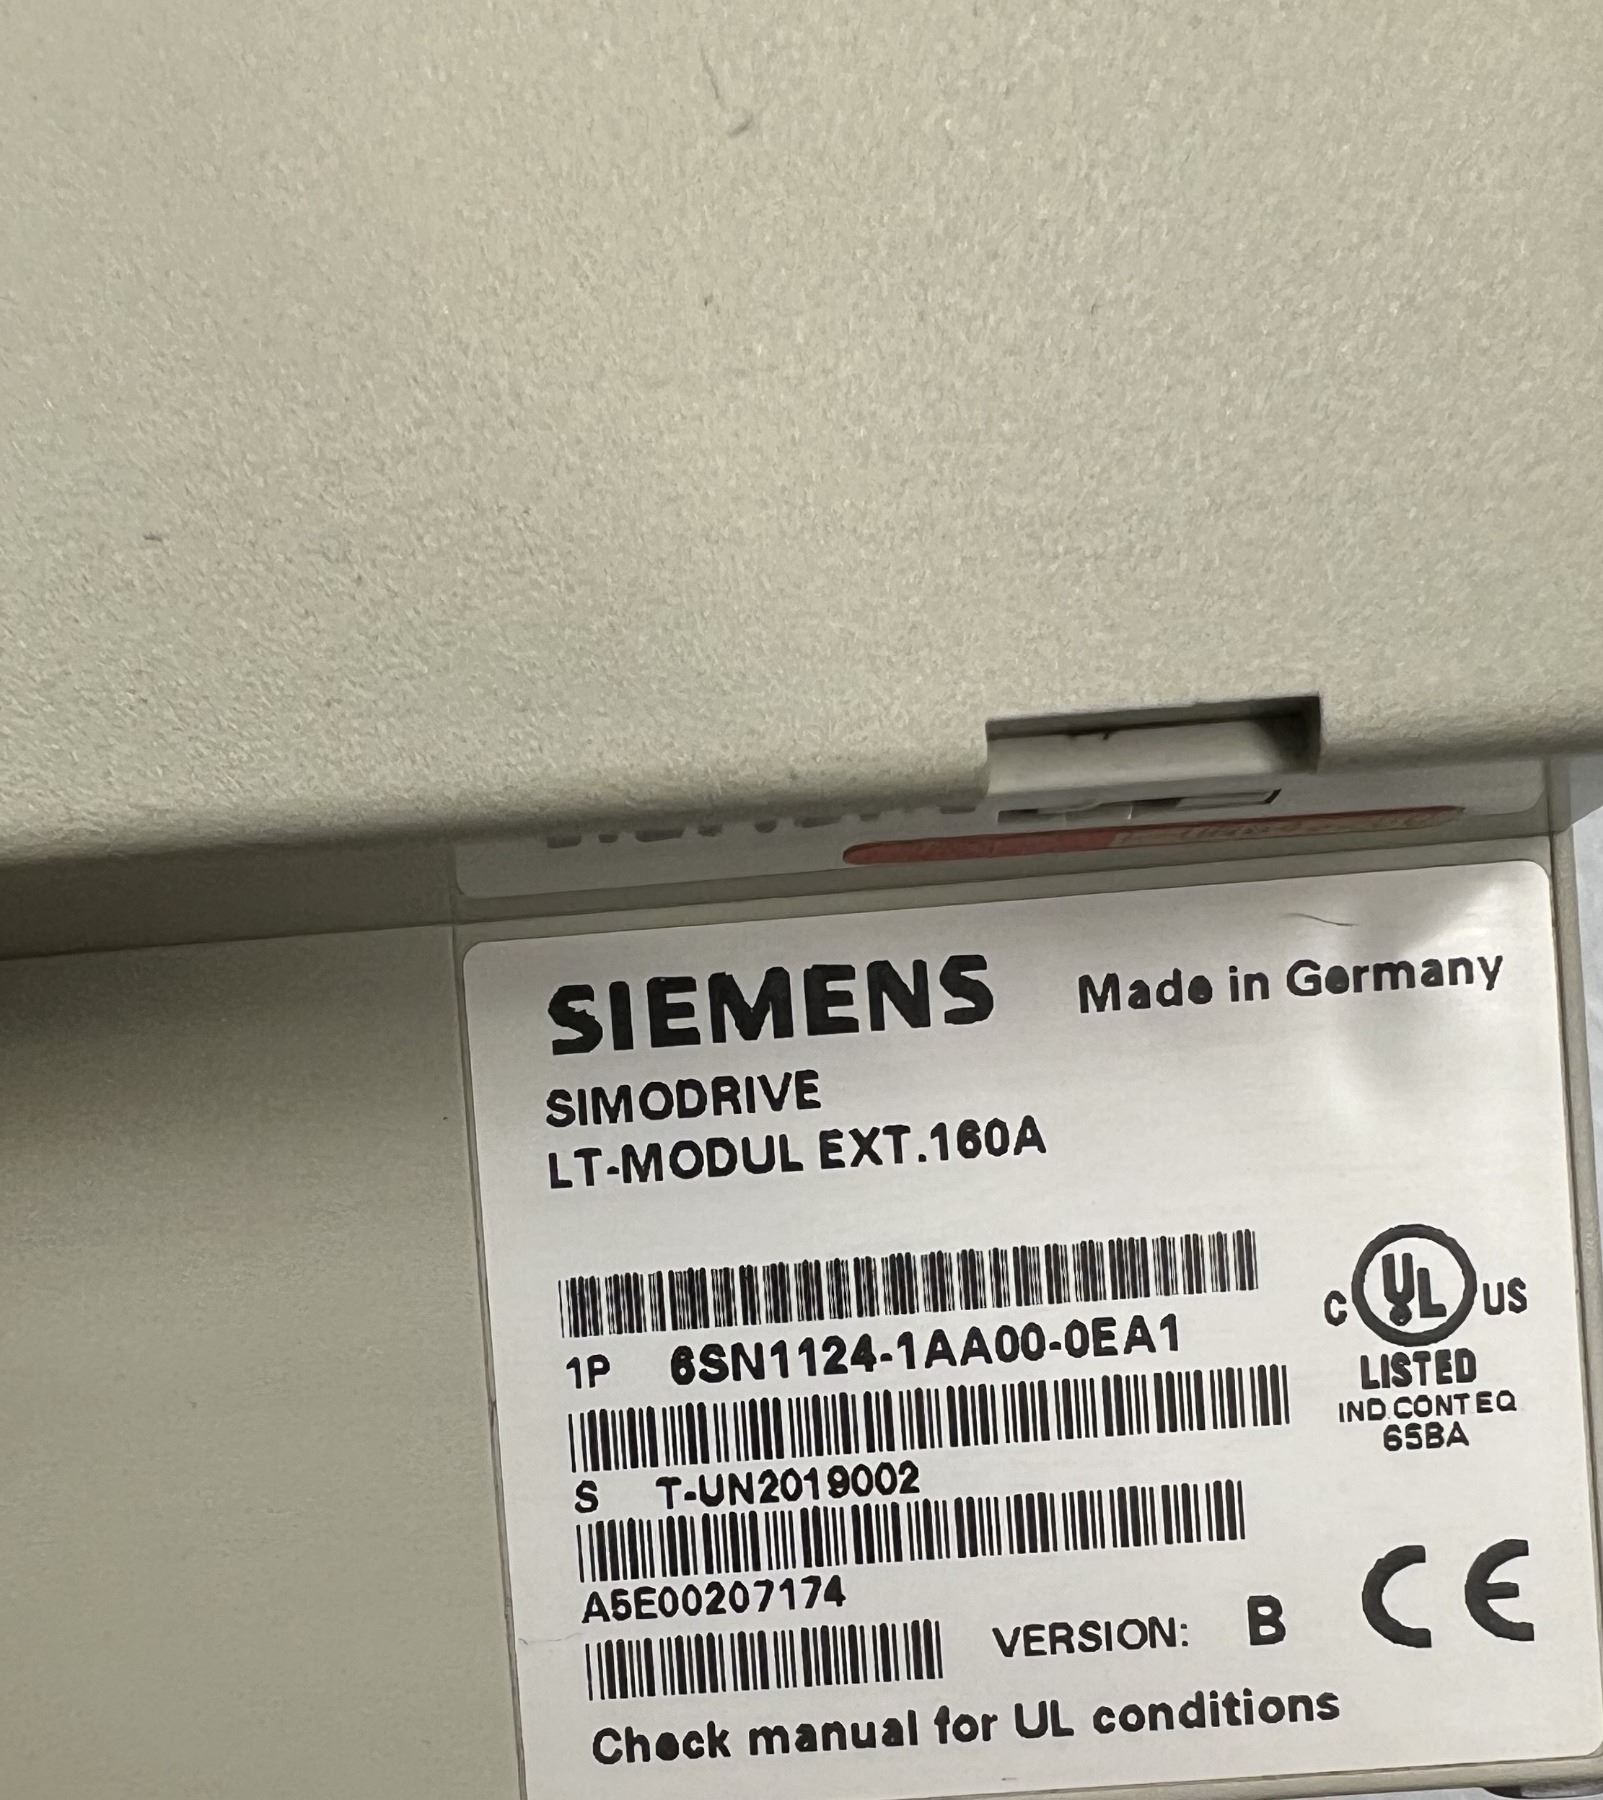 SIEMENS Made in Germany
SIMODRIVE
LT-MODUL EXT.160A
1P 6SN1124-1AA00-0EA1
S T-UN2019002
A5E00207174
VERSION: B
Check manual for UL conditions
C UL US
LISTED
IND.CONT EQ
65BA
CE